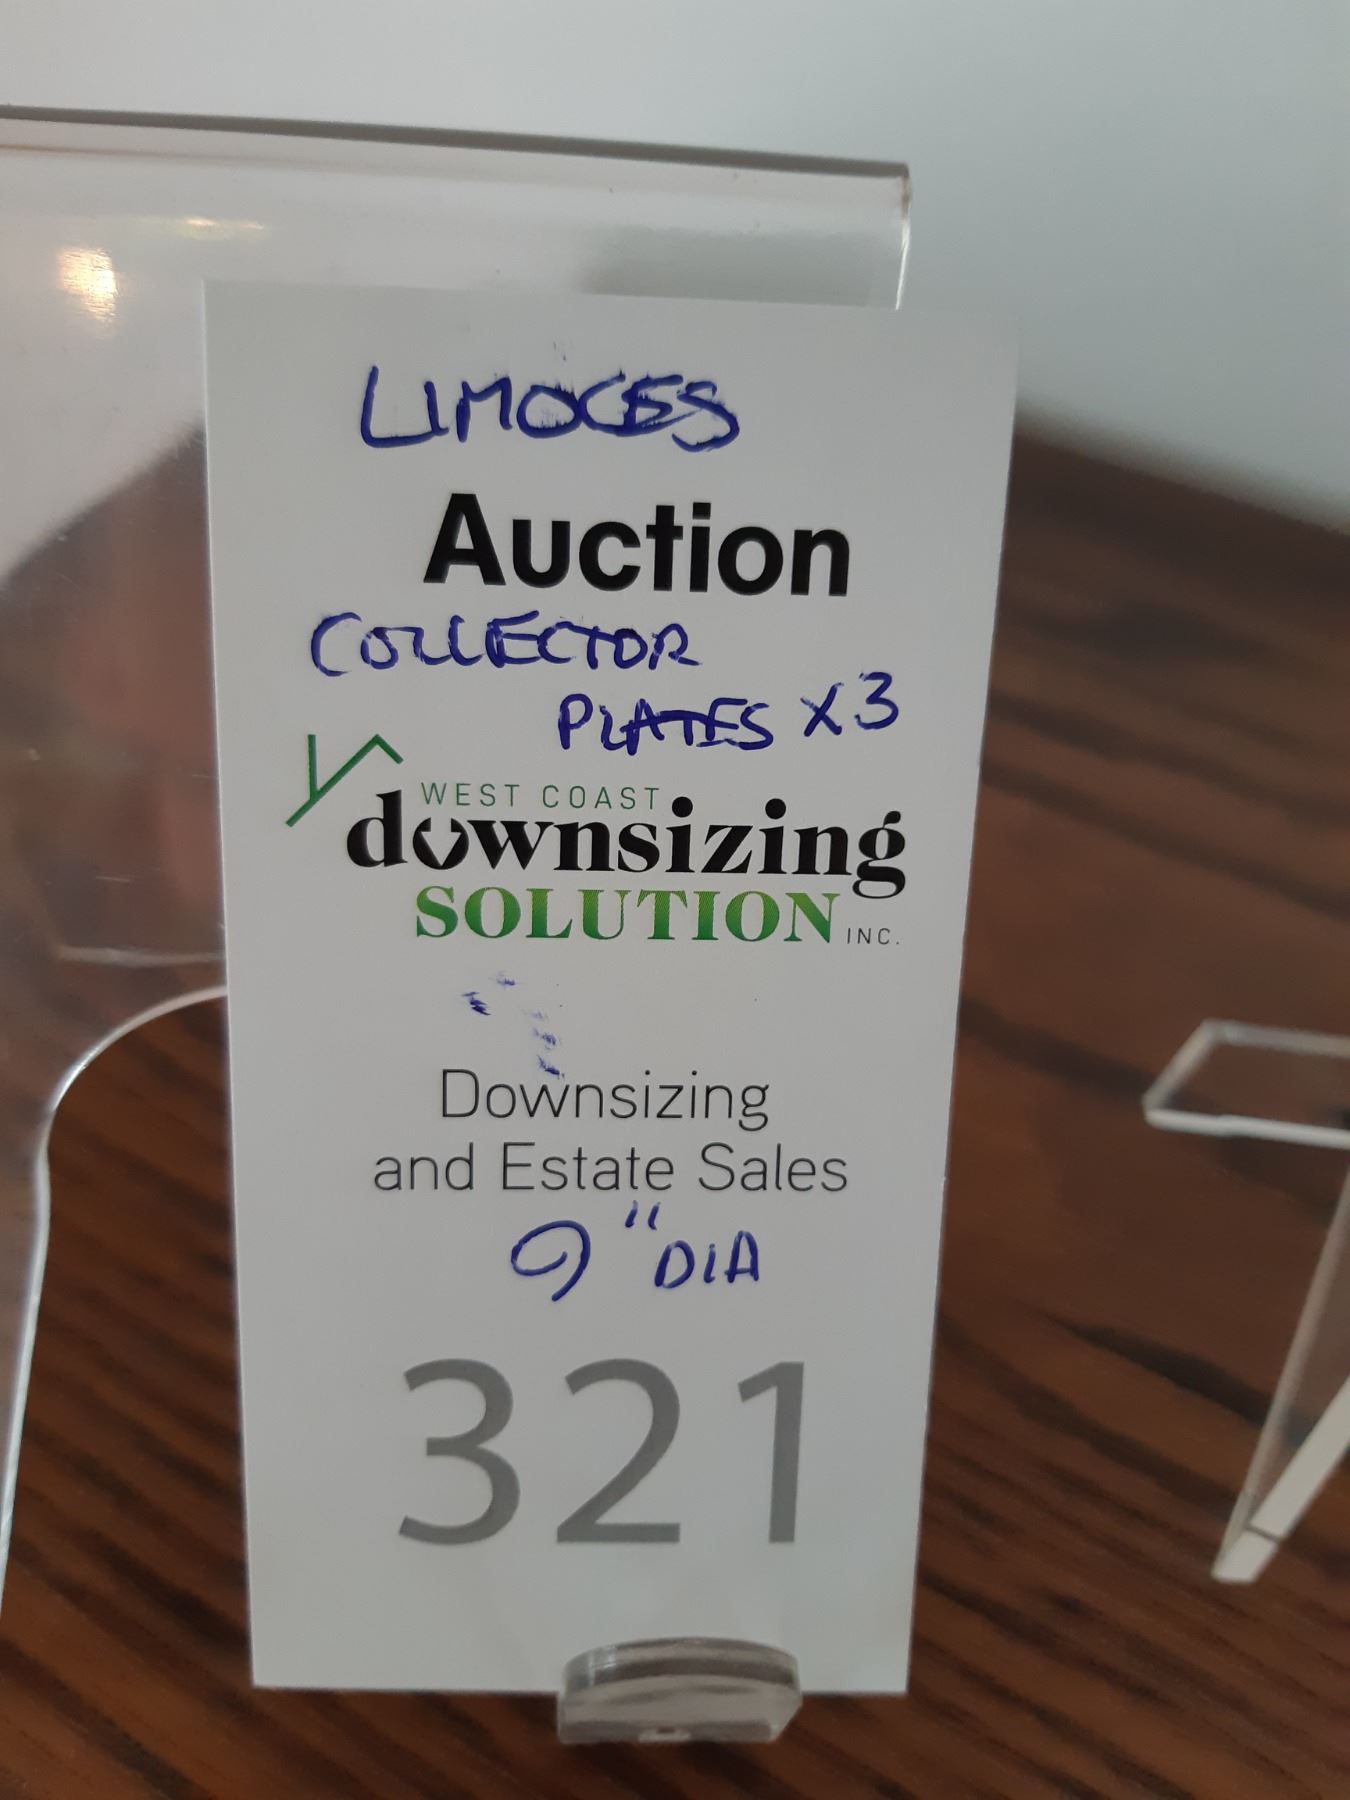 LIMOGES
Auction
COLLECTOR
PLATES X3
WEST COAST
downsizing
SOLUTION INC.
Downsizing
and Estate Sales
9" DIA
321